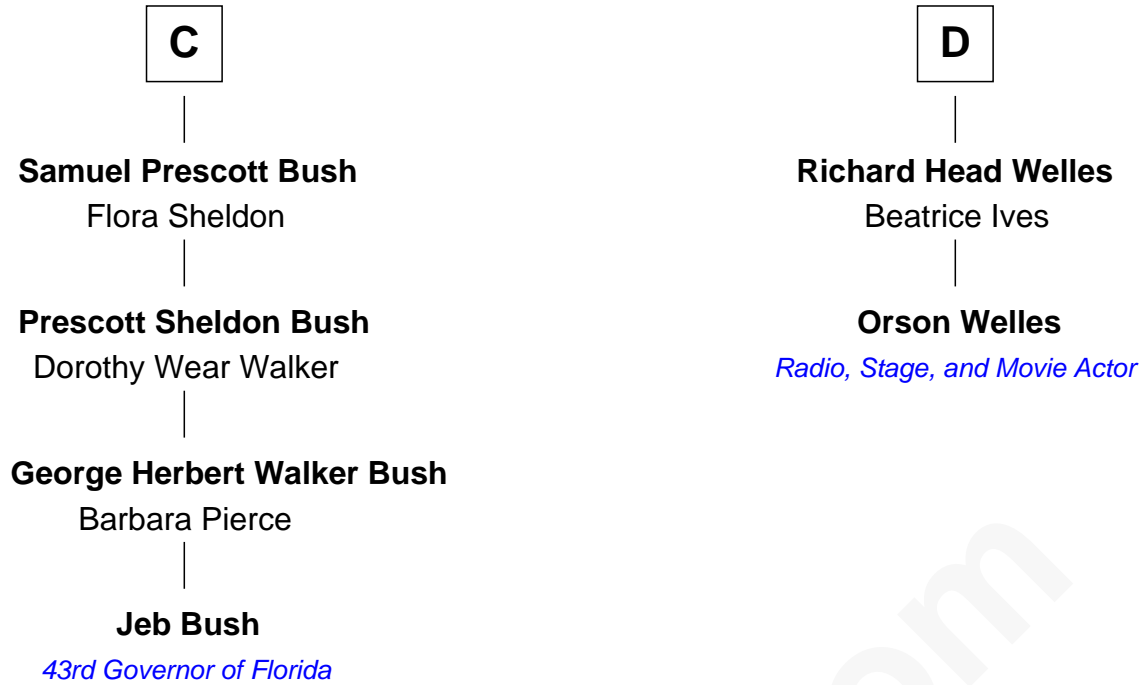 C
Samuel Prescott Bush
Flora Sheldon
Prescott Sheldon Bush
Dorothy Wear Walker
George Herbert Walker Bush
Barbara Pierce
Jeb Bush
43rd Governor of Florida
D
Richard Head Welles
Beatrice Ives
Orson Welles
Radio, Stage, and Movie Actor
om